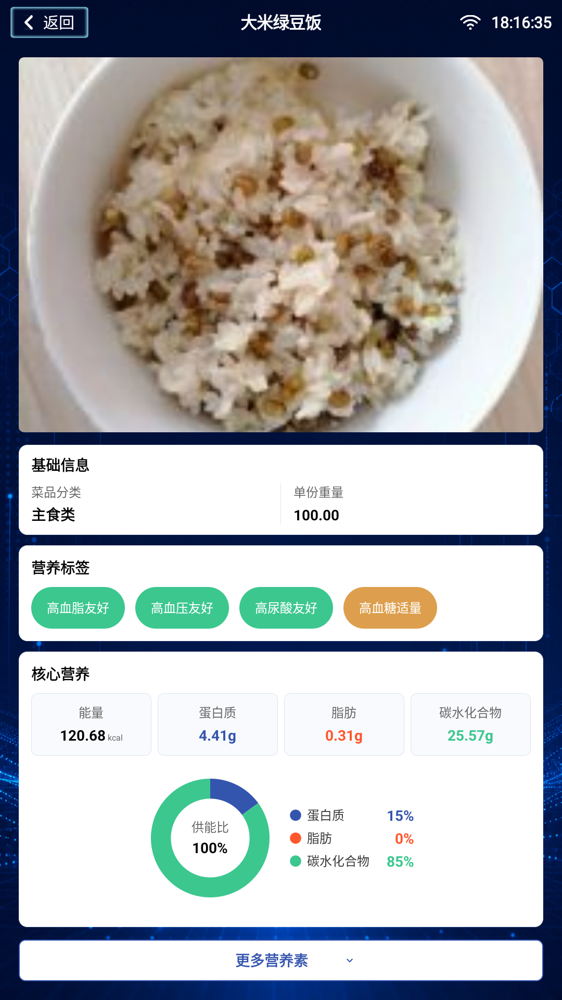 返回
大米绿豆饭
18:16:35
基础信息
菜品分类
单份重量
主食类
100.00
营养标签
高血脂友好
高血压友好
高尿酸友好
高血糖适量
核心营养
能量
蛋白质
脂肪
碳水化合物
120.68 kcal
4.41g
0.31g
25.57g
供能比
100%
蛋白质 15%
脂肪 0%
碳水化合物 85%
更多营养素